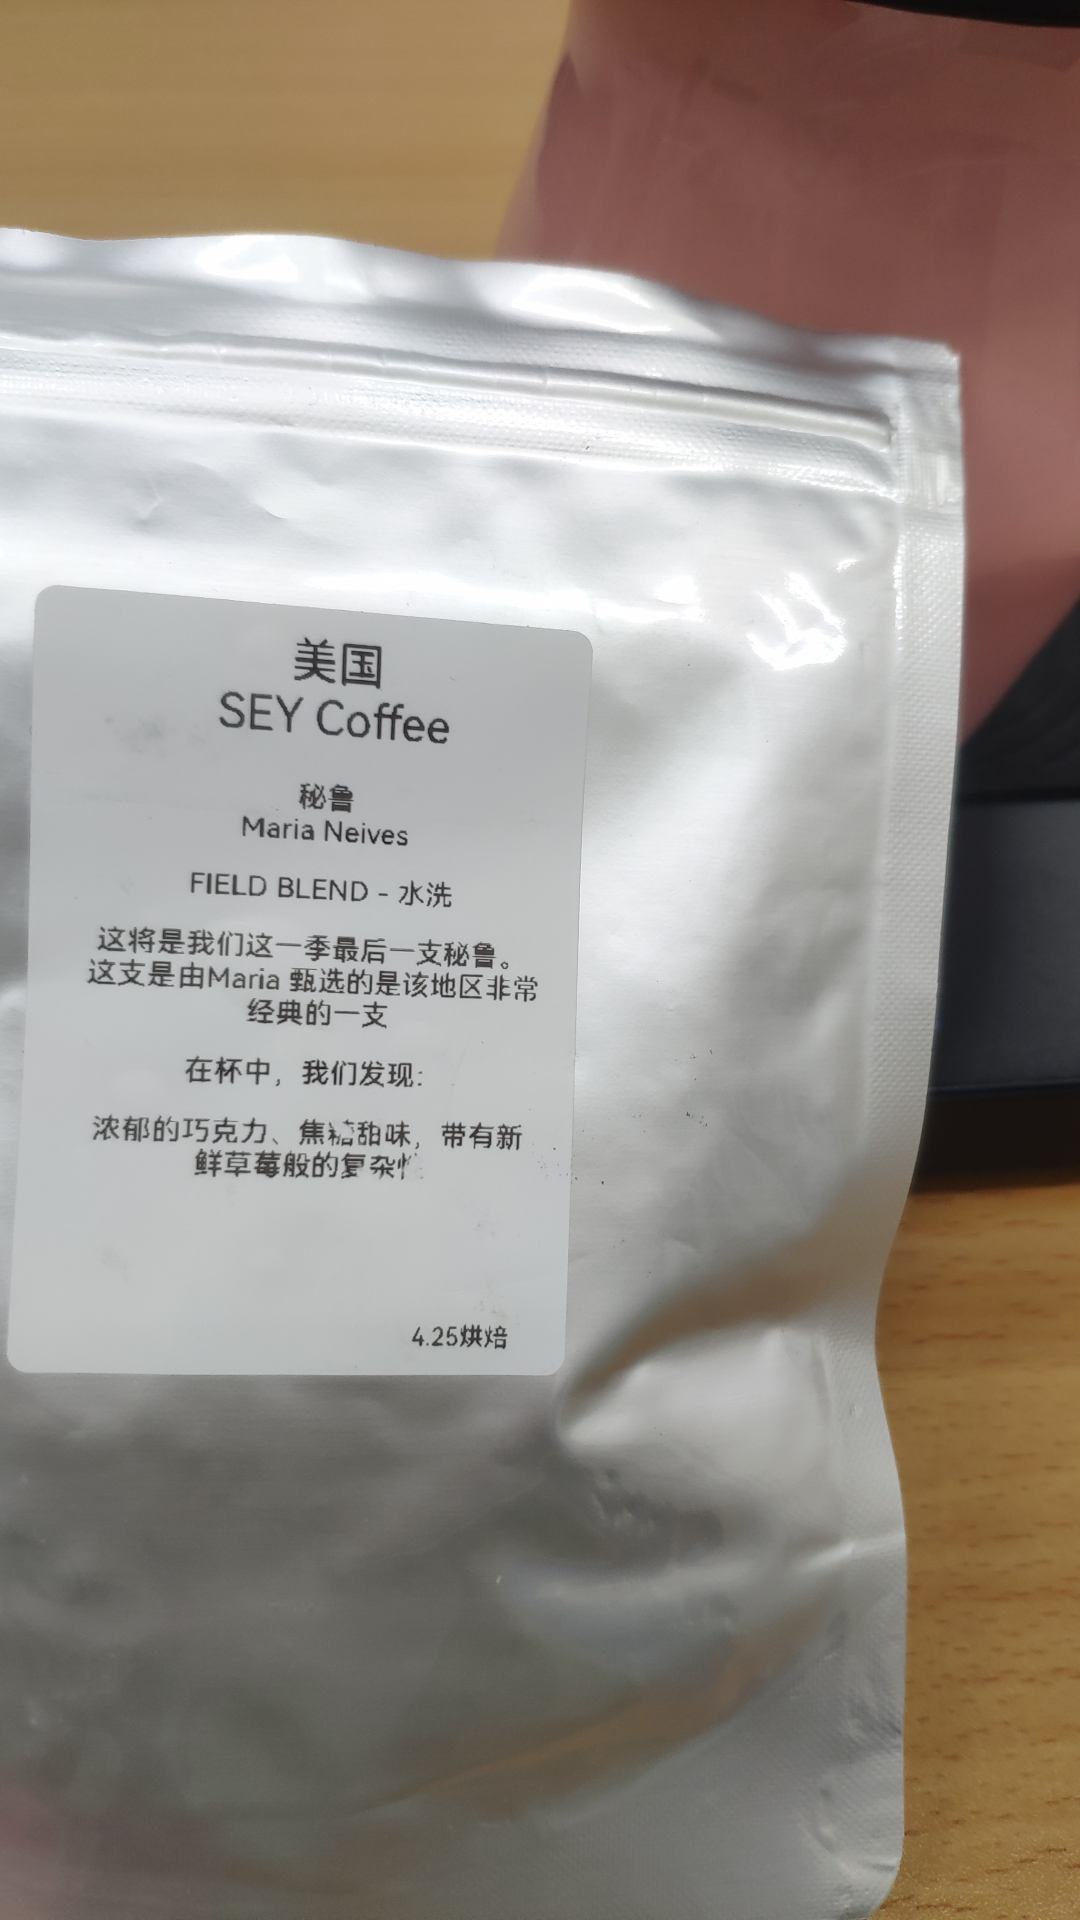 美国
SEY Coffee
秘鲁
Maria Neives
FIELD BLEND - 水洗
这将是我们这一季最后一支秘鲁。
这支是由Maria 甄选的是该地区非常
经典的一支
在杯中，我们发现:
浓郁的巧克力、焦糖甜味，带有新
鲜草莓般的复杂性
4.25烘焙